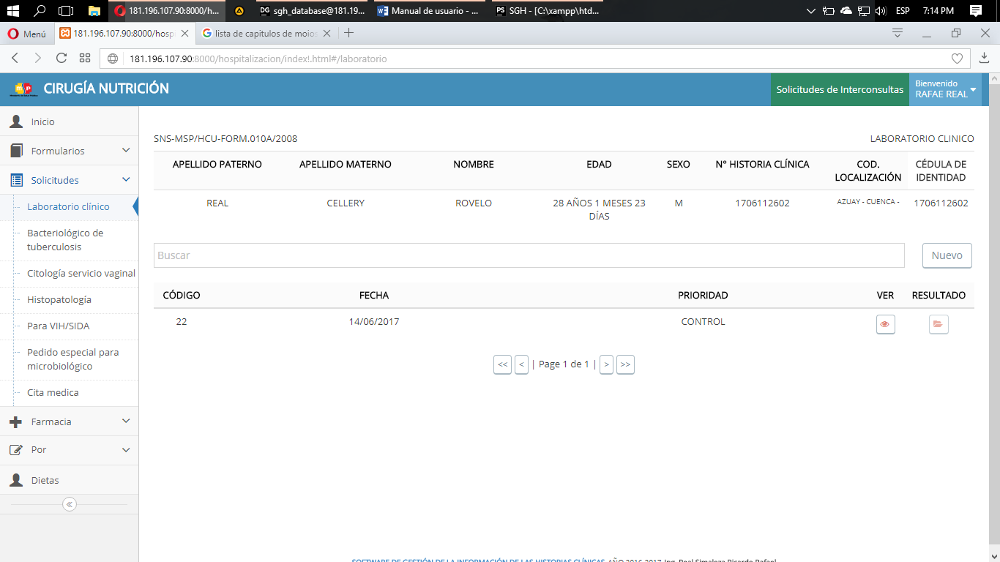 181.196.107.90:8000/h...
DG sgh_database@181.19...
Manual de usuario - ...
PS SGH - [C:\xampp\htd...
ESP
7:14 PM
Menú
181.196.107.90:8000/hospi
lista de capitulos de moios
181.196.107.90:8000/hospitalizacion/index!.html#/laboratorio
msp
CIRUGÍA NUTRICIÓN
Solicitudes de Interconsultas
Bienvenido
RAFAE REAL
Inicio
Formularios
Solicitudes
Laboratorio clínico
Bacteriológico de
tuberculosis
Citología servicio vaginal
Histopatología
Para VIH/SIDA
Pedido especial para
microbiológico
Cita medica
Farmacia
Por
Dietas
SNS-MSP/HCU-FORM.010A/2008
LABORATORIO CLINICO
APELLIDO PATERNO APELLIDO MATERNO NOMBRE EDAD SEXO Nº HISTORIA CLÍNICA COD. CÉDULA DE
LOCALIZACIÓN IDENTIDAD
REAL CELLERY ROVELO 28 AÑOS 1 MESES 23 M 1706112602 AZUAY - CUENCA - 1706112602
DÍAS
Buscar
Nuevo
CÓDIGO FECHA PRIORIDAD VER RESULTADO
22 14/06/2017 CONTROL
<< < | Page 1 de 1 | > >>
SOFTWARE DE GESTIÓN DE LA INFORMACIÓN DE LAS HISTORIAS CLÍNICAS AÑO 2016-2017. Ing. Real Simaloza Ricardo Rafael